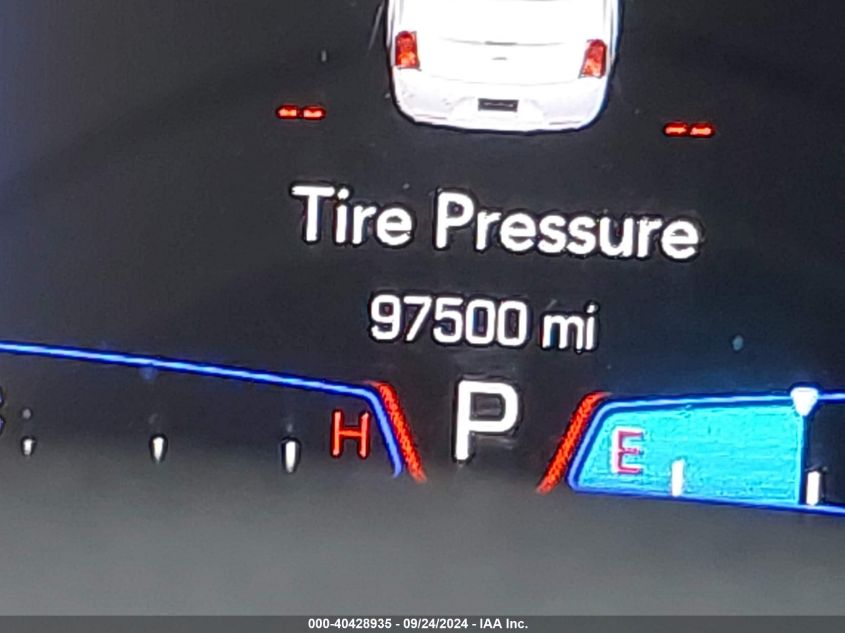 -- --
Tire Pressure
97500 mi
H P E
000-40428935 - 09/24/2024 - IAA Inc.